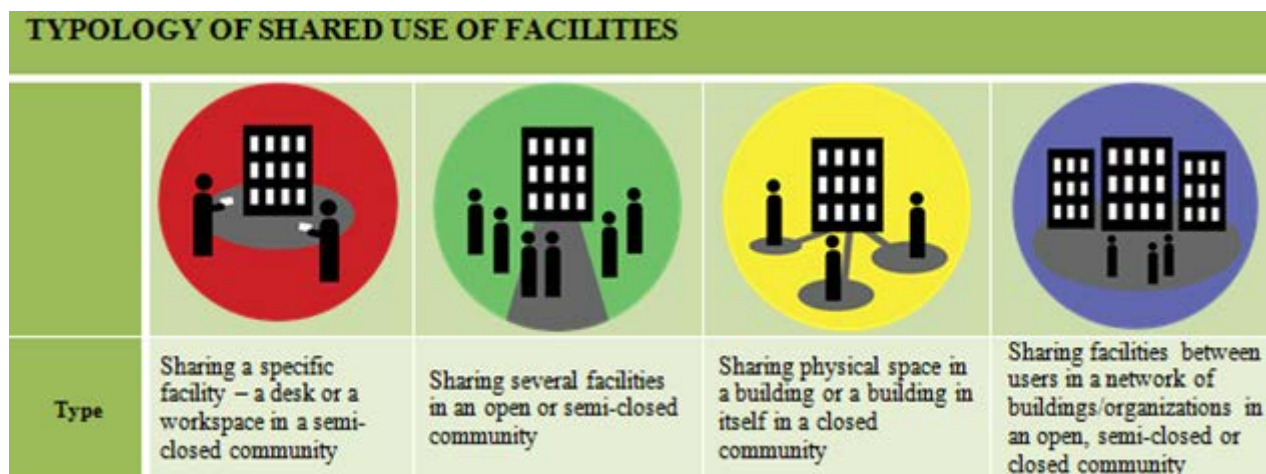 TYPOLOGY OF SHARED USE OF FACILITIES
Type
Sharing a specific
facility – a desk or a
workspace in a semi-
closed community
Sharing several facilities
in an open or semi-closed
community
Sharing physical space in
a building or a building in
itself in a closed
community
Sharing facilities between
users in a network of
buildings/organizations in
an open, semi-closed or
closed community